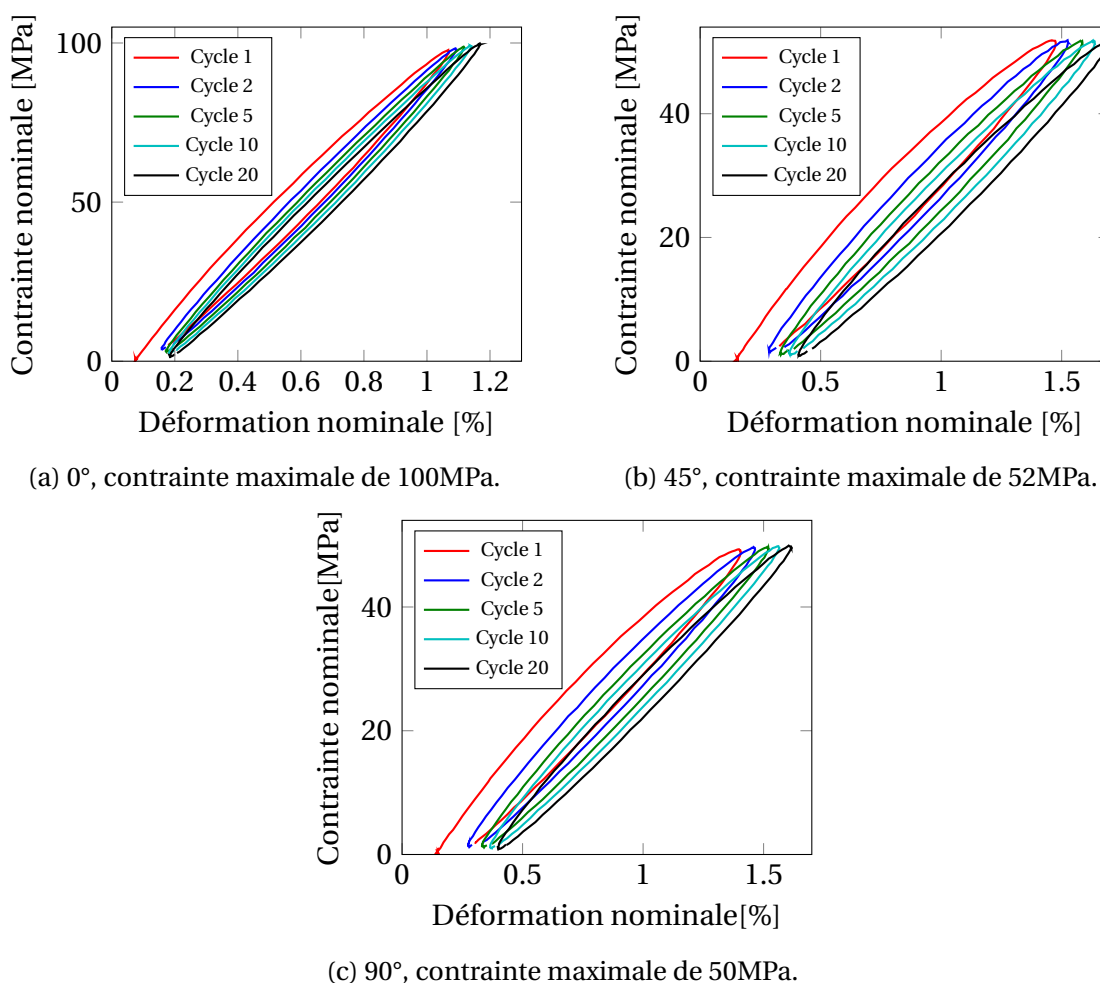 Contrainte nominale [MPa]
100
50
0
Cycle 1
Cycle 2
Cycle 5
Cycle 10
Cycle 20
0
0.2
0.4
0.6
0.8
1
1.2
Déformation nominale [%]
(a) 0°, contrainte maximale de 100MPa.
Contrainte nominale [MPa]
40
20
0
Cycle 1
Cycle 2
Cycle 5
Cycle 10
Cycle 20
0
0.5
1
1.5
Déformation nominale [%]
(b) 45°, contrainte maximale de 52MPa.
Contrainte nominale[MPa]
40
20
0
Cycle 1
Cycle 2
Cycle 5
Cycle 10
Cycle 20
0
0.5
1
1.5
Déformation nominale[%]
(c) 90°, contrainte maximale de 50MPa.